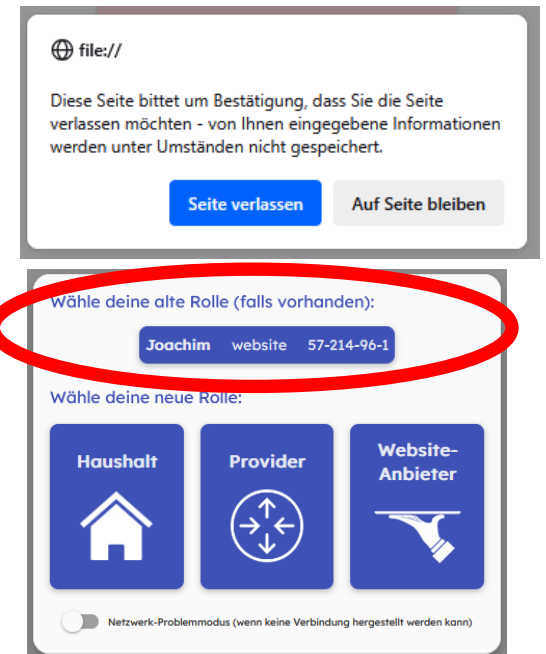 file://
Diese Seite bittet um Bestätigung, dass Sie die Seite
verlassen möchten - von Ihnen eingegebene Informationen
werden unter Umständen nicht gespeichert.
Seite verlassen
Auf Seite bleiben
Wähle deine alte Rolle (falls vorhanden):
Joachim website 57-214-96-1
Wähle deine neue Rolle:
Haushalt
Provider
Website-
Anbieter
Netzwerk-Problemmodus (wenn keine Verbindung hergestellt werden kann)